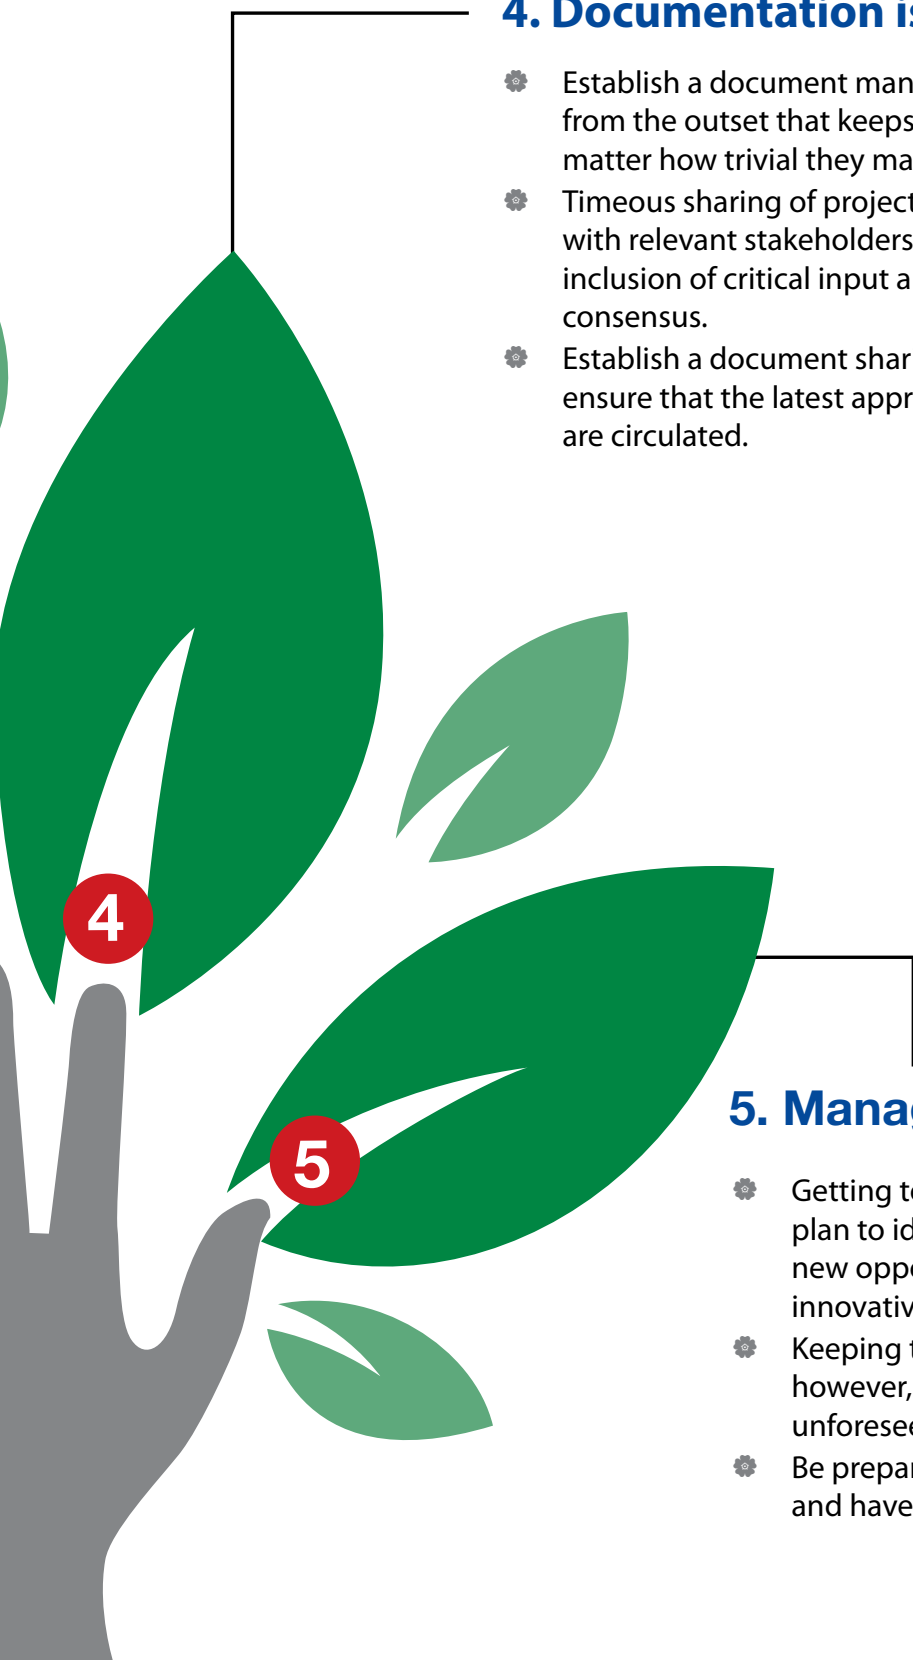 4. Documentation is
Establish a document man
from the outset that keeps
matter how trivial they ma
Timeous sharing of project
with relevant stakeholders
inclusion of critical input a
consensus.
Establish a document shar
ensure that the latest appr
are circulated.
4
5
5. Manag
Getting to
plan to id
new oppo
innovativ
Keeping t
however,
unforesee
Be prepar
and have